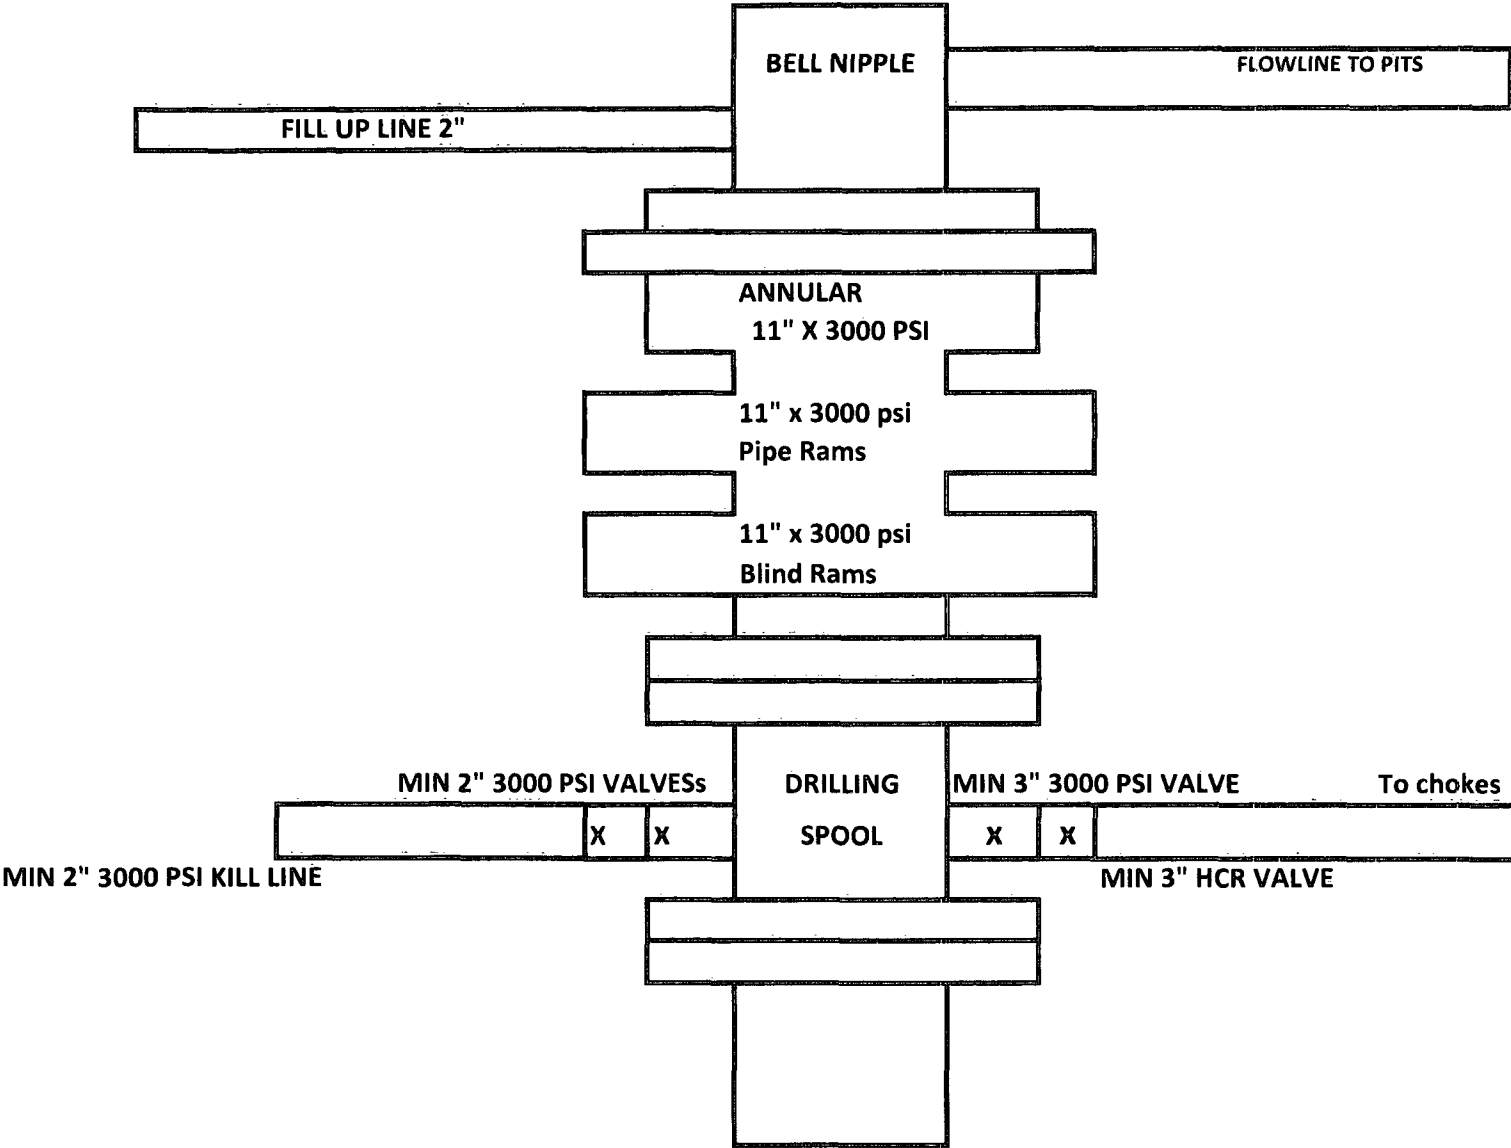 BELL NIPPLE
FLOWLINE TO PITS
FILL UP LINE 2"
ANNULAR
11" X 3000 PSI
11" x 3000 psi
Pipe Rams
11" x 3000 psi
Blind Rams
MIN 2" 3000 PSI VALVESs
DRILLING
MIN 3" 3000 PSI VALVE
To chokes
X
X
SPOOL
X
X
MIN 2" 3000 PSI KILL LINE
MIN 3" HCR VALVE